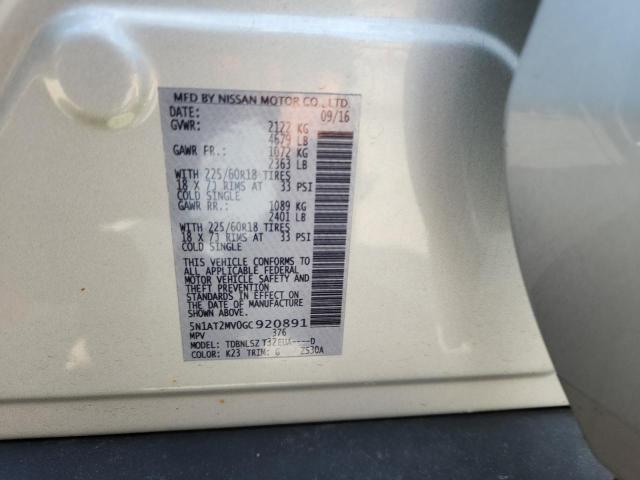 MFD BY NISSAN MOTOR CO., LTD
DATE: 09/16
GVWR: 2122 KG
4679 LB
GAWR FR.: 1072 KG
2363 LB
WITH 225/60R18 TIRES
18 X 7J RIMS AT 33 PSI
COLD SINGLE
GAWR RR.: 1089 KG
2401 LB
WITH 225/60R18 TIRES
18 X 7J RIMS AT 33 PSI
COLD SINGLE
THIS VEHICLE CONFORMS TO
ALL APPLICABLE FEDERAL
MOTOR VEHICLE SAFETY
AND THEFT PREVENTION
STANDARDS IN EFFECT ON
THE DATE OF MANUFACTURE
SHOWN ABOVE.
5N1AT2MV0GC920891
MPV 376
MODEL:
COLOR: K23 TRIM: G 2530A